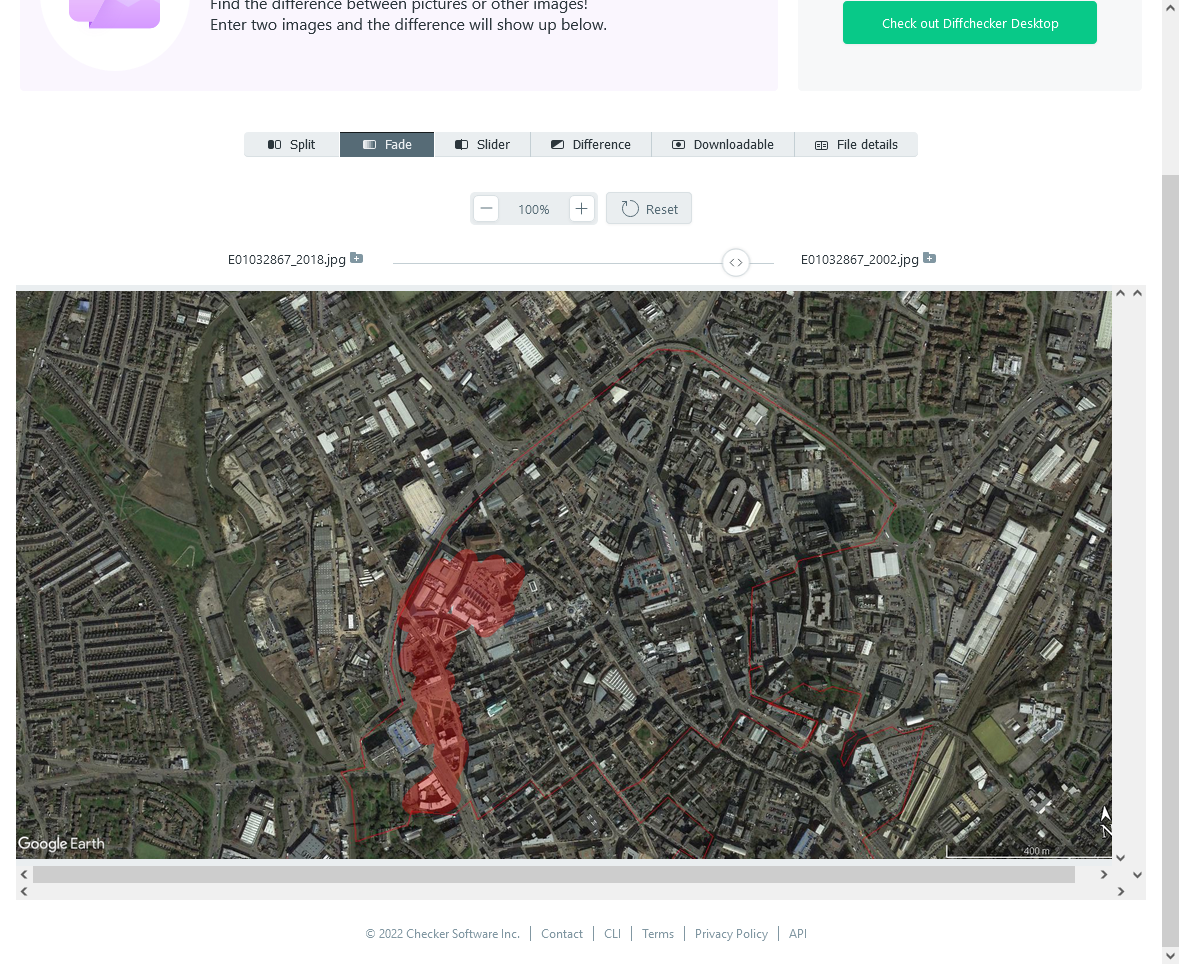 Find the difference between pictures or other images!
Enter two images and the difference will show up below.
Check out Diffchecker Desktop
Split
Fade
Slider
Difference
Downloadable
File details
100%
Reset
E01032867_2018.jpg
E01032867_2002.jpg
Google Earth
400 m
N
© 2022 Checker Software Inc.
Contact
CLI
Terms
Privacy Policy
API